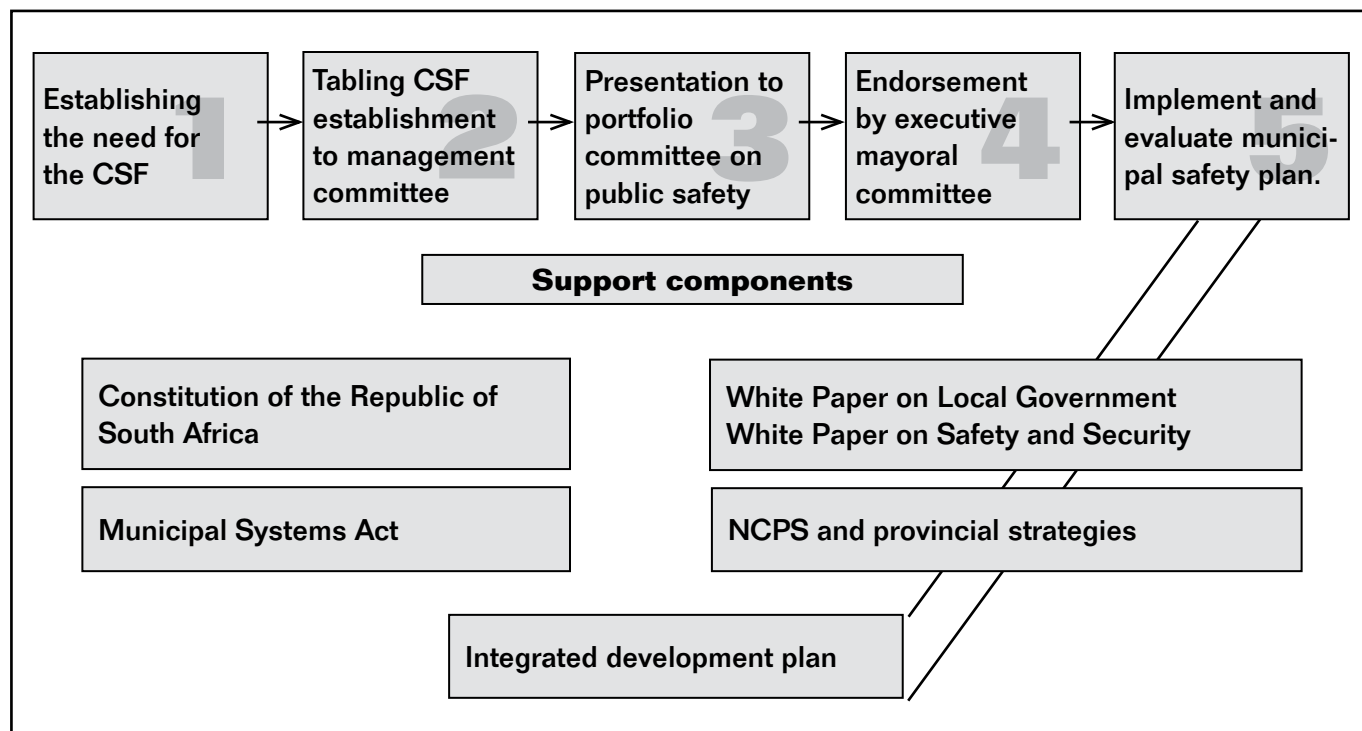 1
Establishing
the need for
the CSF
2
Tabling CSF
establishment
to management
committee
3
Presentation to
portfolio
committee on
public safety
4
Endorsement
by executive
mayoral
committee
5
Implement and
evaluate munici-
pal safety plan.
Support components
Constitution of the Republic of
South Africa
White Paper on Local Government
White Paper on Safety and Security
Municipal Systems Act
NCPS and provincial strategies
Integrated development plan